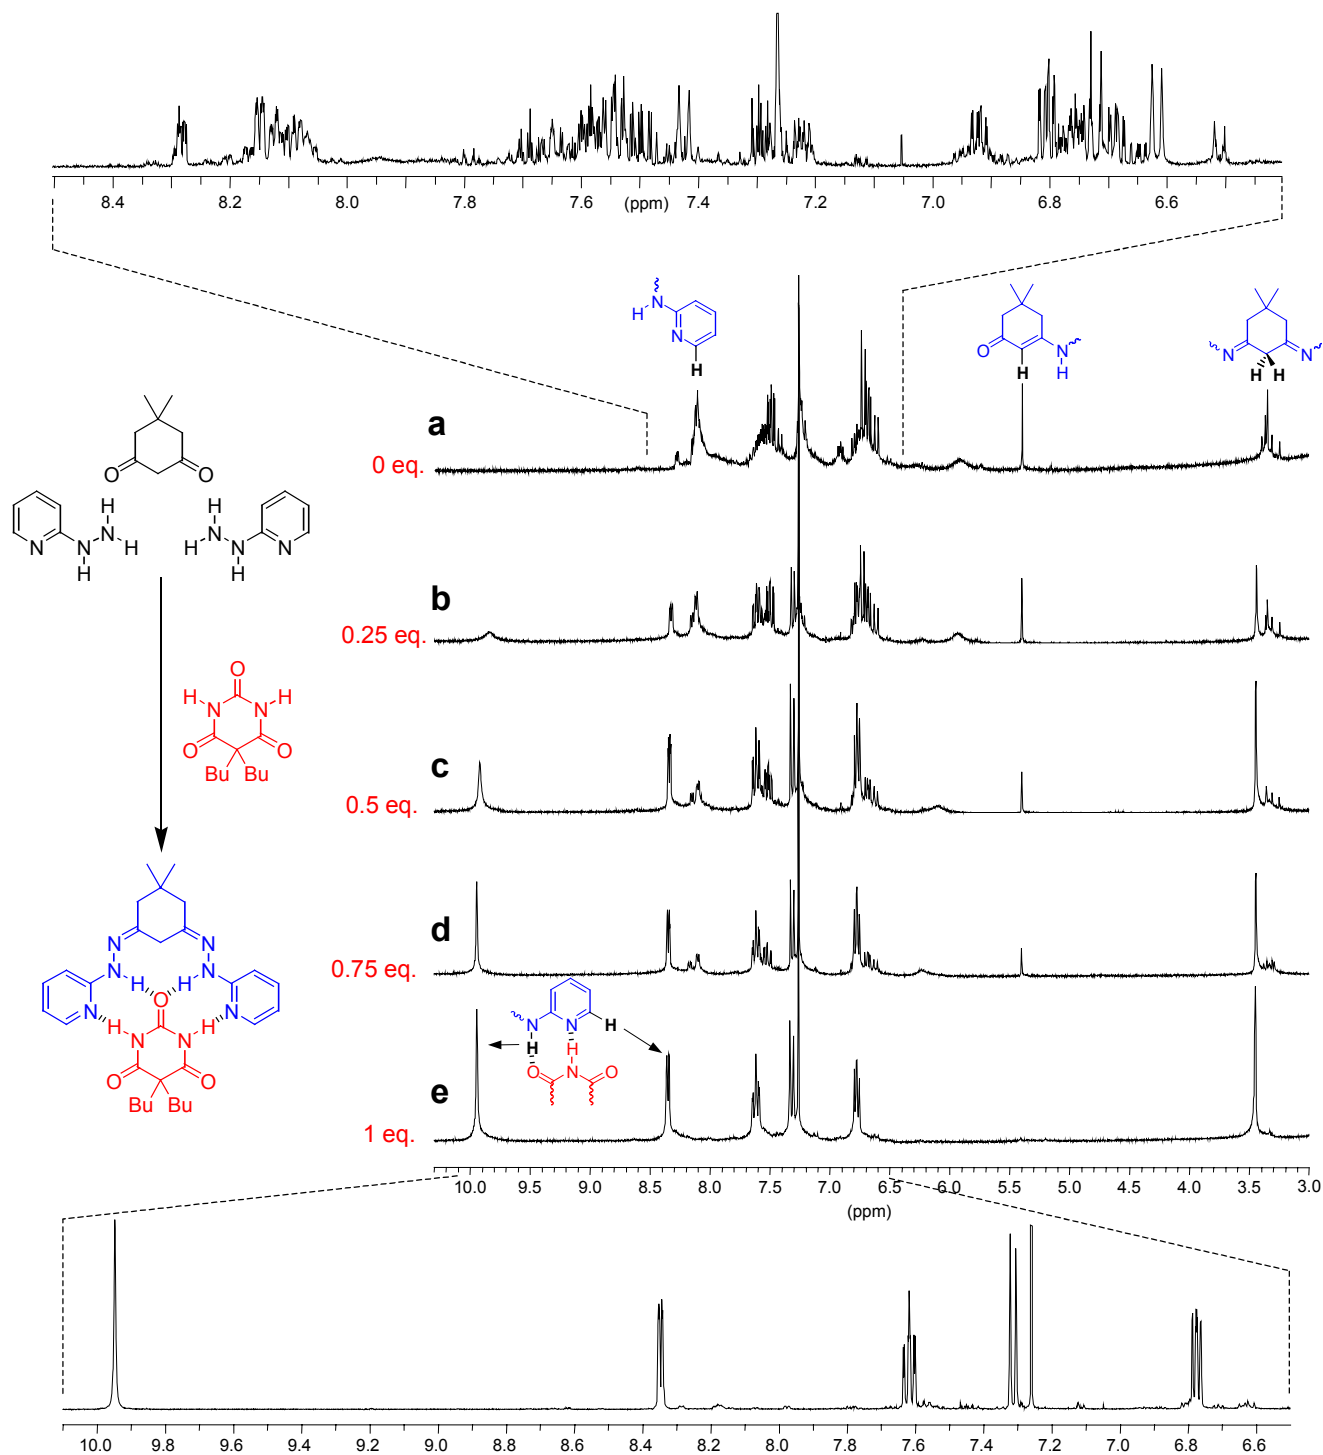 8.4 8.2 8.0 7.8 7.6 (ppm) 7.4 7.2 7.0 6.8 6.6
N
H
N
H
O
H
N
H
N
N
H H
a
0 eq.
O O
H H
N N
N N H H N N
H H
b
0.25 eq.
O
H N N H
O O
Bu Bu
c
0.5 eq.
d
0.75 eq.
N N
N H H N
O
N H H N
N N
O O
Bu Bu
N N H
H H
O N O
e
1 eq.
10.0 9.5 9.0 8.5 8.0 7.5 7.0 6.5 6.0 5.5 5.0 4.5 4.0 3.5 3.0
(ppm)
10.0 9.8 9.6 9.4 9.2 9.0 8.8 8.6 8.4 8.2 8.0 7.8 7.6 7.4 7.2 7.0 6.8 6.6